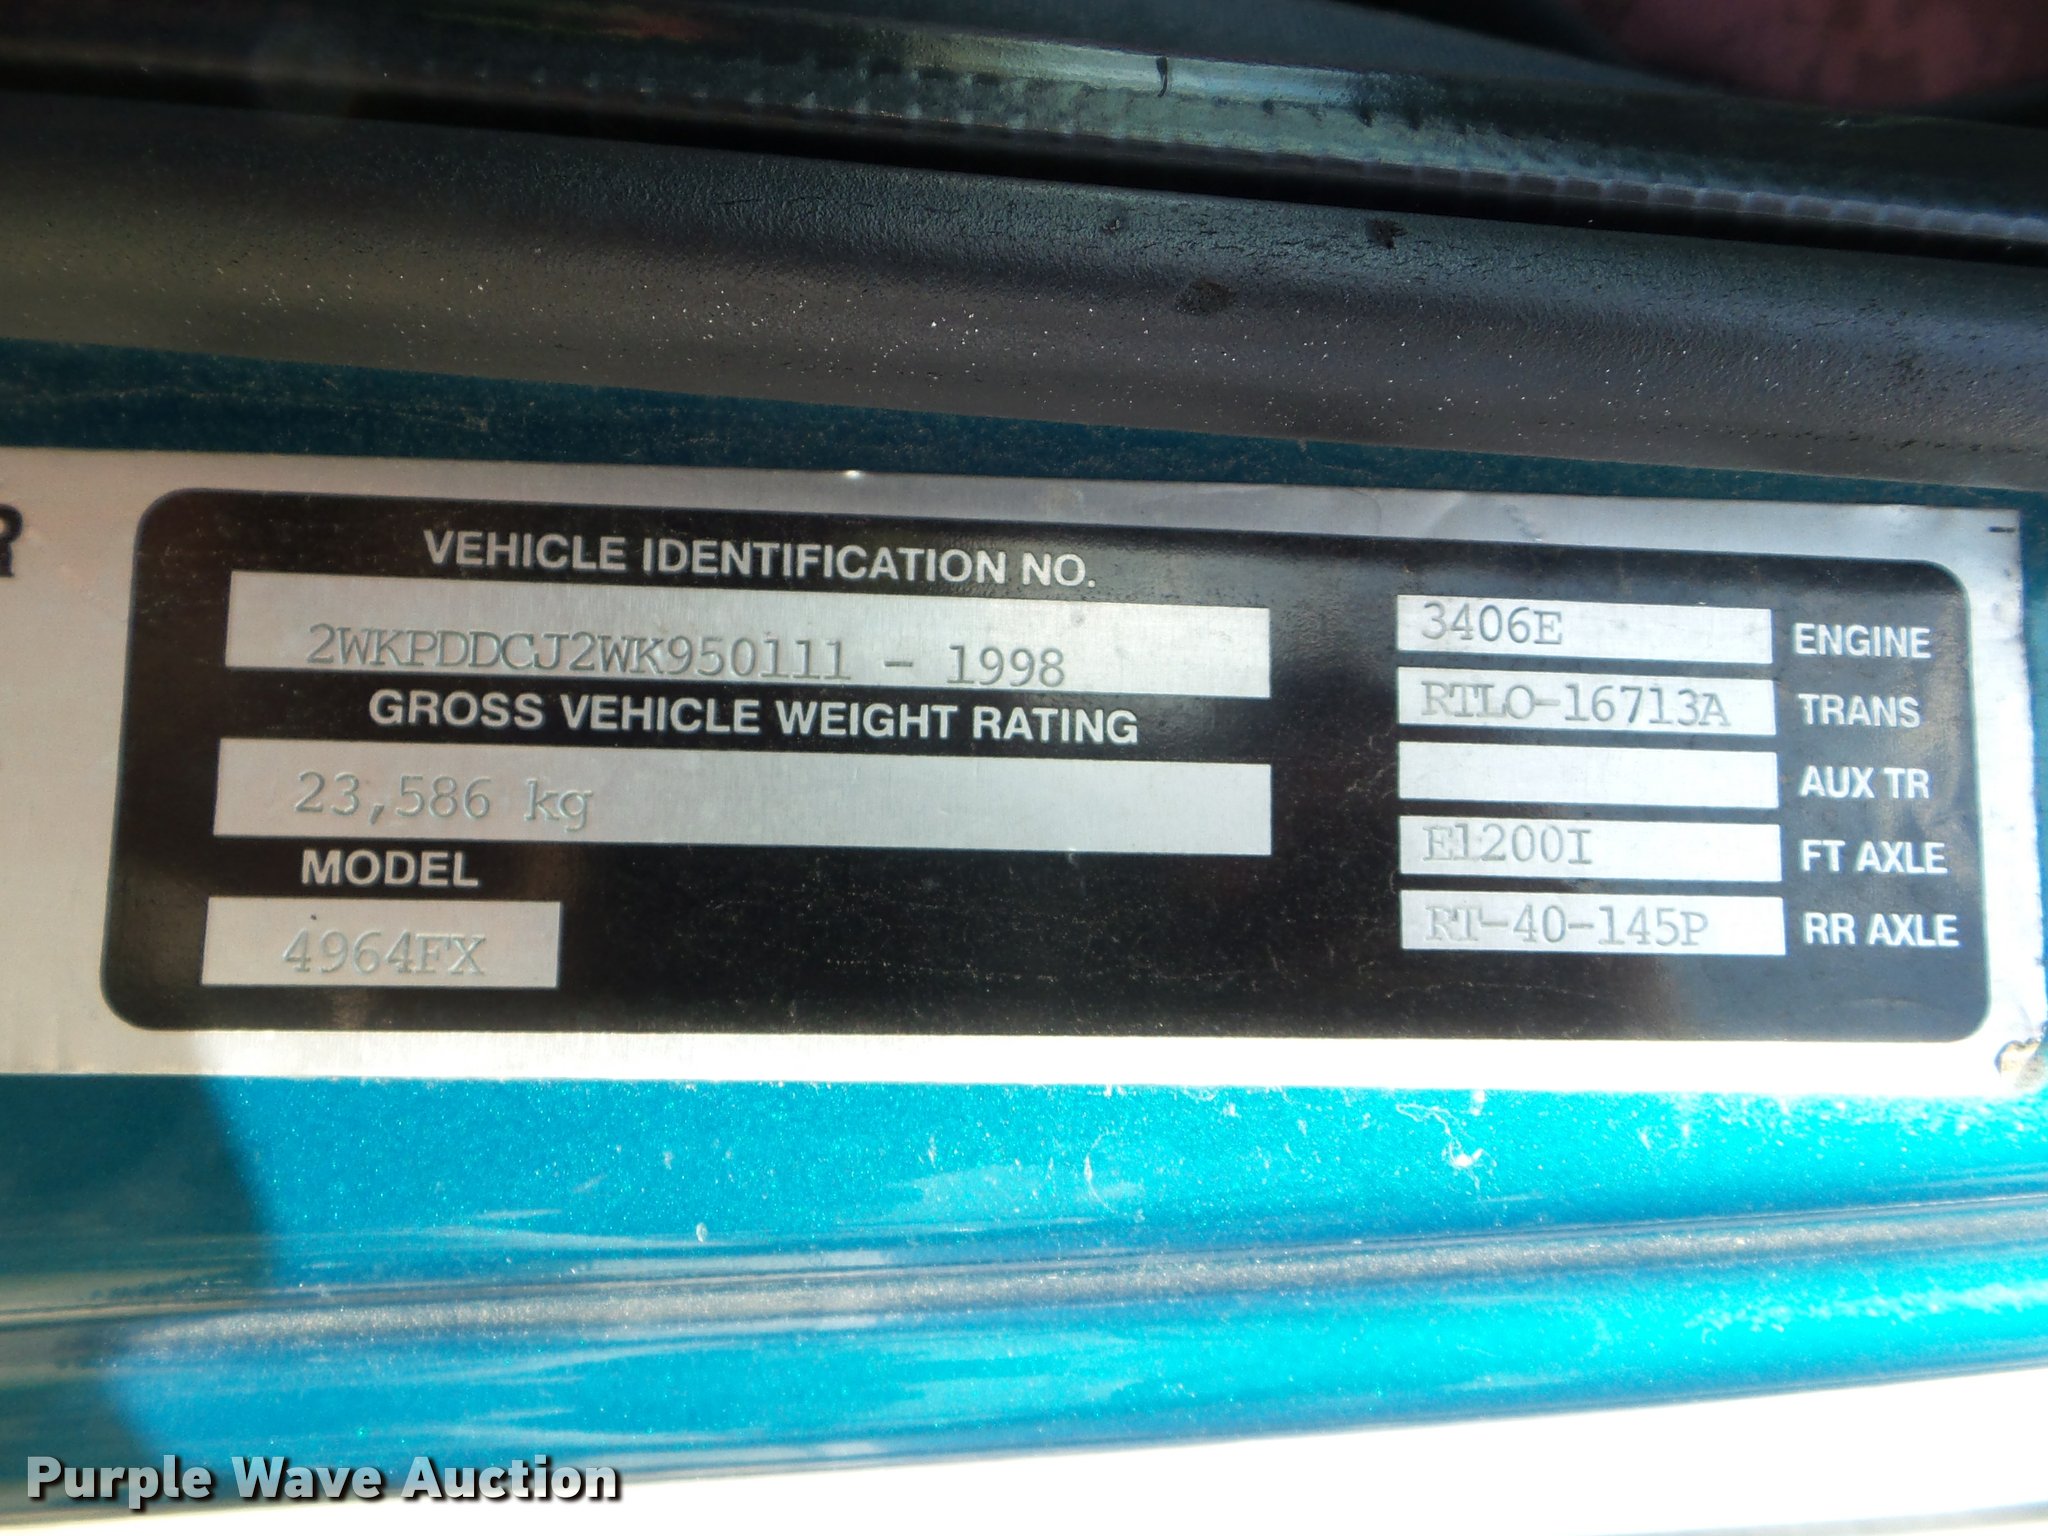 R
VEHICLE IDENTIFICATION NO.
2WKPDDCJ2WK950111 - 1998
GROSS VEHICLE WEIGHT RATING
23,586 kg
MODEL
4964FX
3406E ENGINE
RTLO-16713A TRANS
AUX TR
E1200I FT AXLE
RT-40-145P RR AXLE
Purple Wave Auction